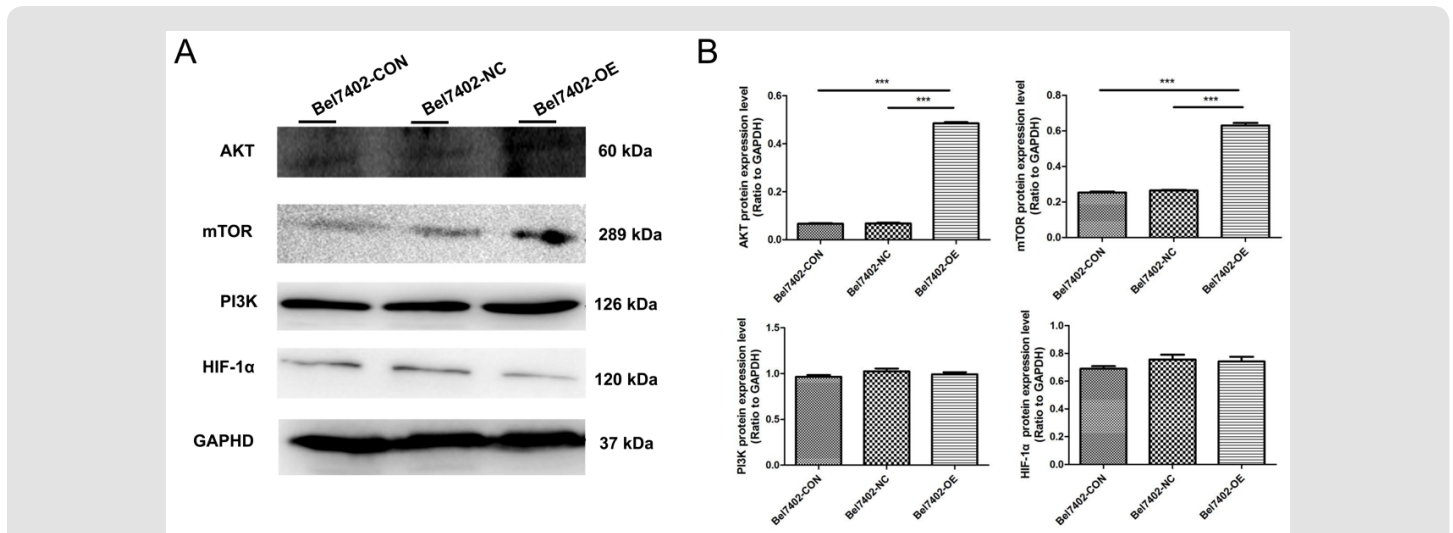 A
Bel7402-CON
Bel7402-NC
Bel7402-OE
AKT
60 kDa
mTOR
289 kDa
PI3K
126 kDa
HIF-1α
120 kDa
GAPHD
37 kDa
B
AKT protein expression level
(Ratio to GAPDH)
0.6
0.4
0.2
0.0
***
***
Bel7402-CON
Bel7402-NC
Bel7402-OE
mTOR protein expression level
(Ratio to GAPDH)
0.8
0.6
0.4
0.2
0.0
***
***
Bel7402-CON
Bel7402-NC
Bel7402-OE
PI3K protein expression level
(Ratio to GAPDH)
1.5
1.0
0.5
0.0
Bel7402-CON
Bel7402-NC
Bel7402-OE
HIF-1α protein expression level
(Ratio to GAPDH)
1.0
0.8
0.6
0.4
0.2
0.0
Bel7402-CON
Bel7402-NC
Bel7402-OE